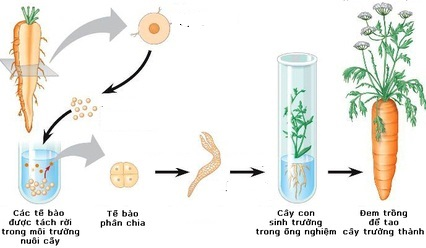 Các tế bào
được tách rời
trong môi trường
nuôi cấy
Tế bào
phân chia
Cây con
sinh trưởng
trong ống nghiệm
Đem trồng
để tạo
cây trưởng thành